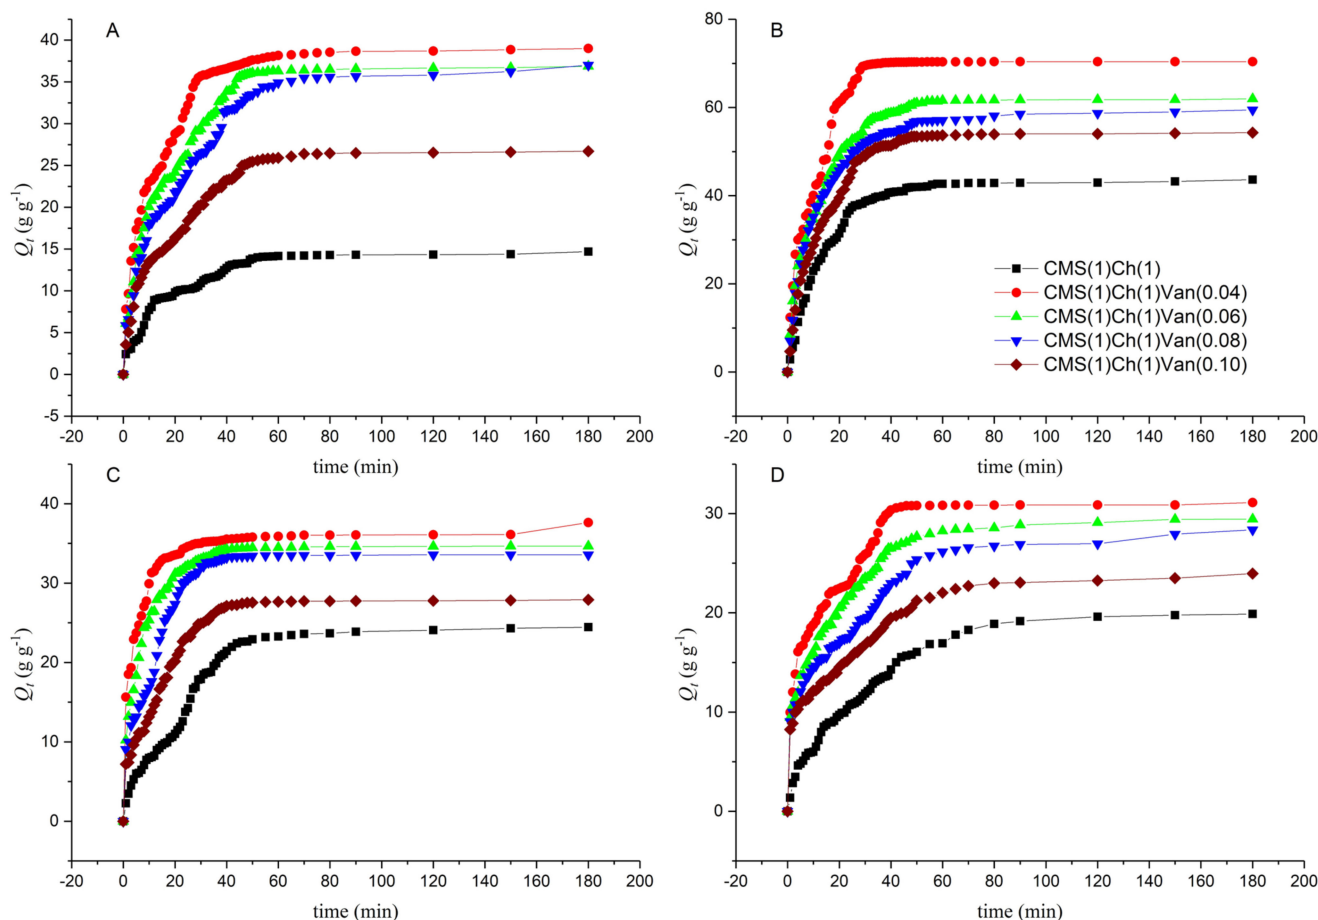 A
40
35
30
25
20
15
10
5
0
-5
Qt (g g-1)
-20 0 20 40 60 80 100 120 140 160 180 200
time (min)
B
80
60
40
20
0
Qt (g g-1)
CMS(1)Ch(1)
CMS(1)Ch(1)Van(0.04)
CMS(1)Ch(1)Van(0.06)
CMS(1)Ch(1)Van(0.08)
CMS(1)Ch(1)Van(0.10)
-20 0 20 40 60 80 100 120 140 160 180 200
time (min)
C
40
30
20
10
0
Qt (g g-1)
-20 0 20 40 60 80 100 120 140 160 180 200
time (min)
D
30
20
10
0
Qt (g g-1)
-20 0 20 40 60 80 100 120 140 160 180 200
time (min)